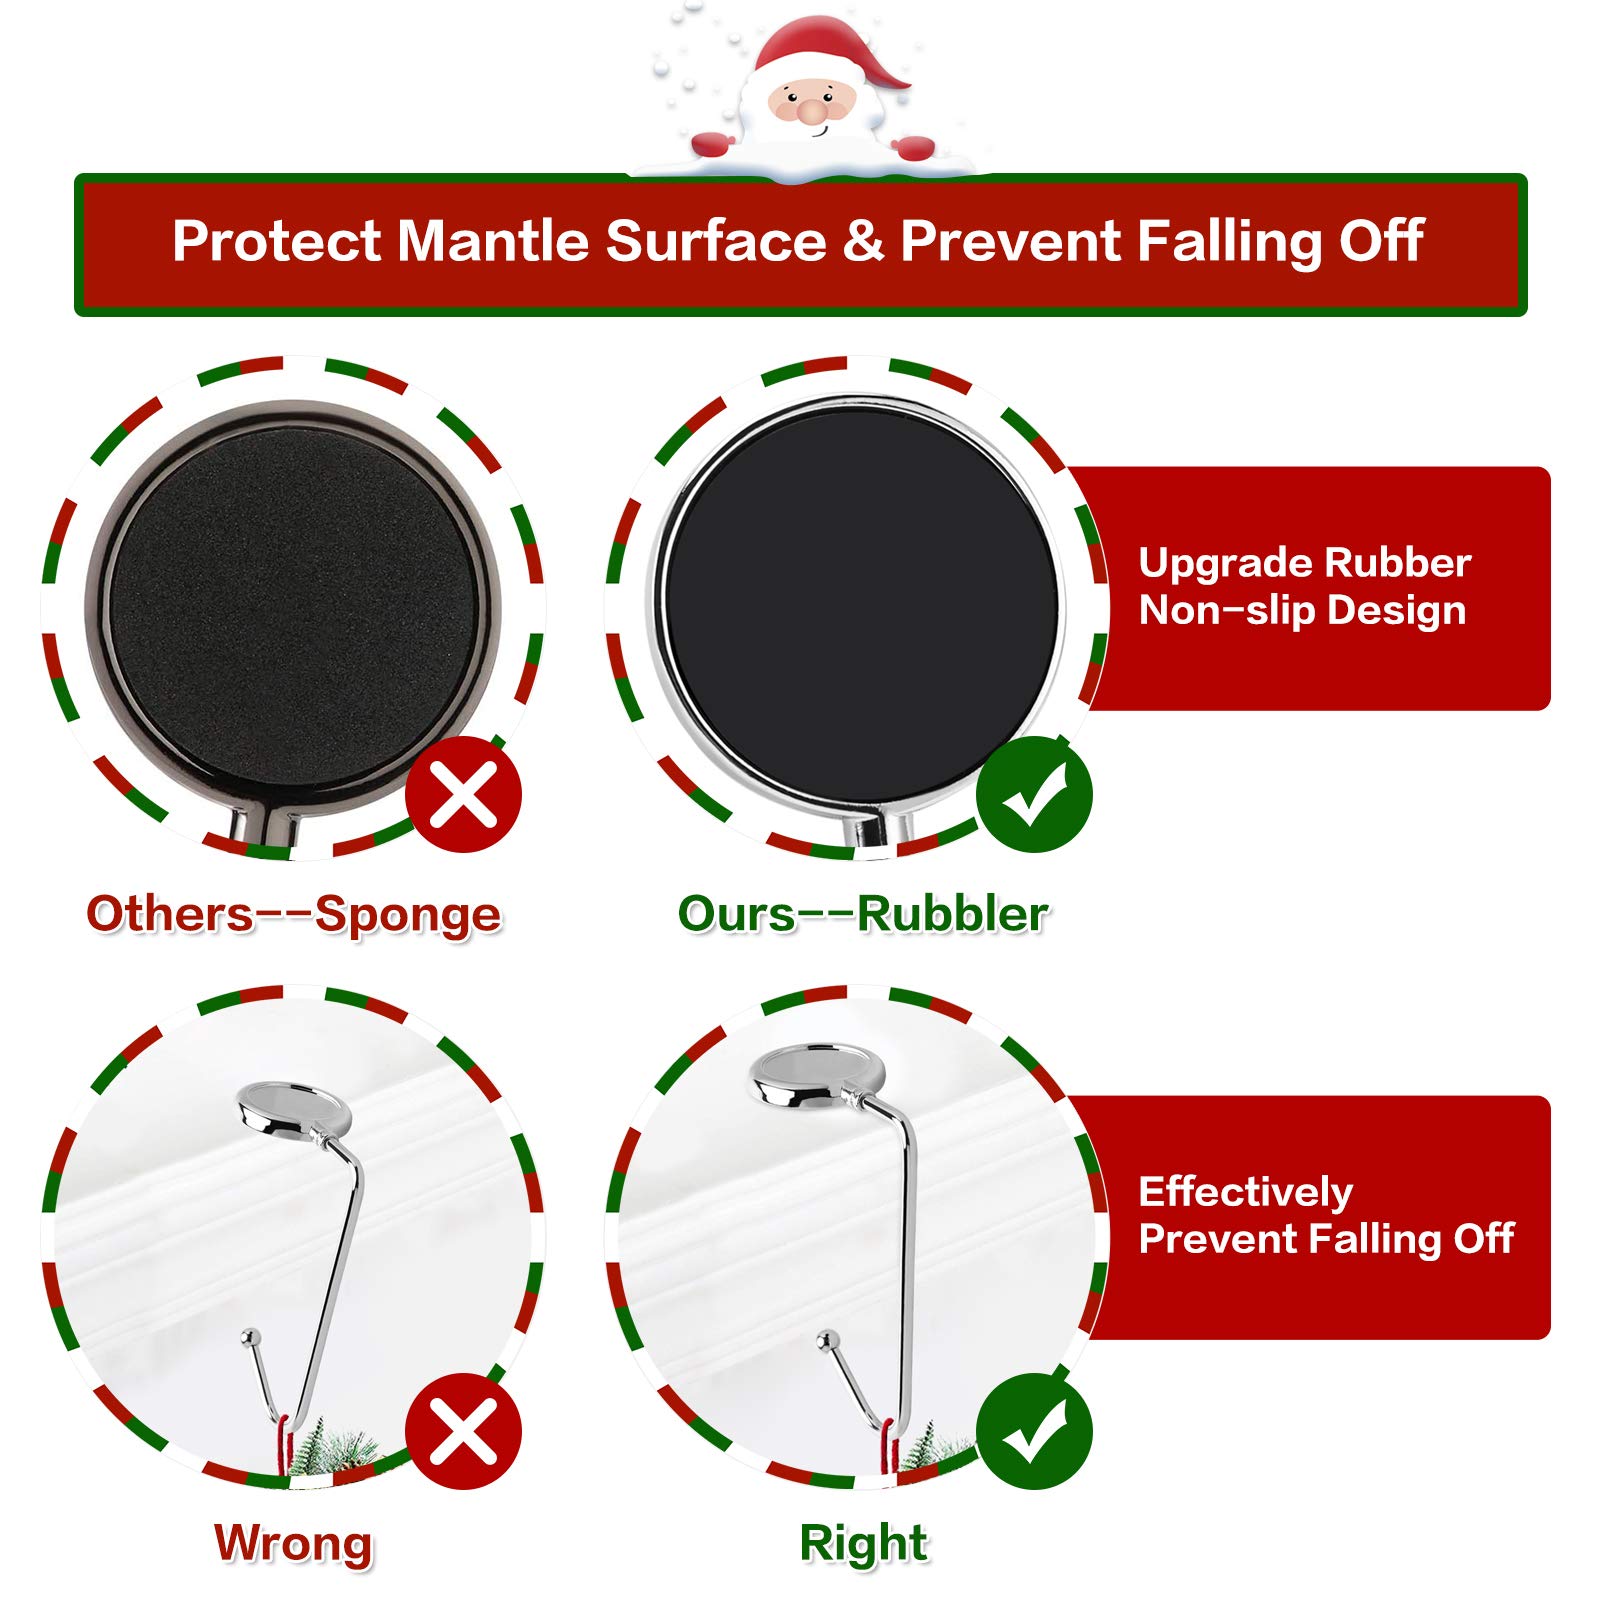 Protect Mantle Surface & Prevent Falling Off
Upgrade Rubber
Non-slip Design
Others--Sponge
Ours--Rubbler
Effectively
Prevent Falling Off
Wrong
Right